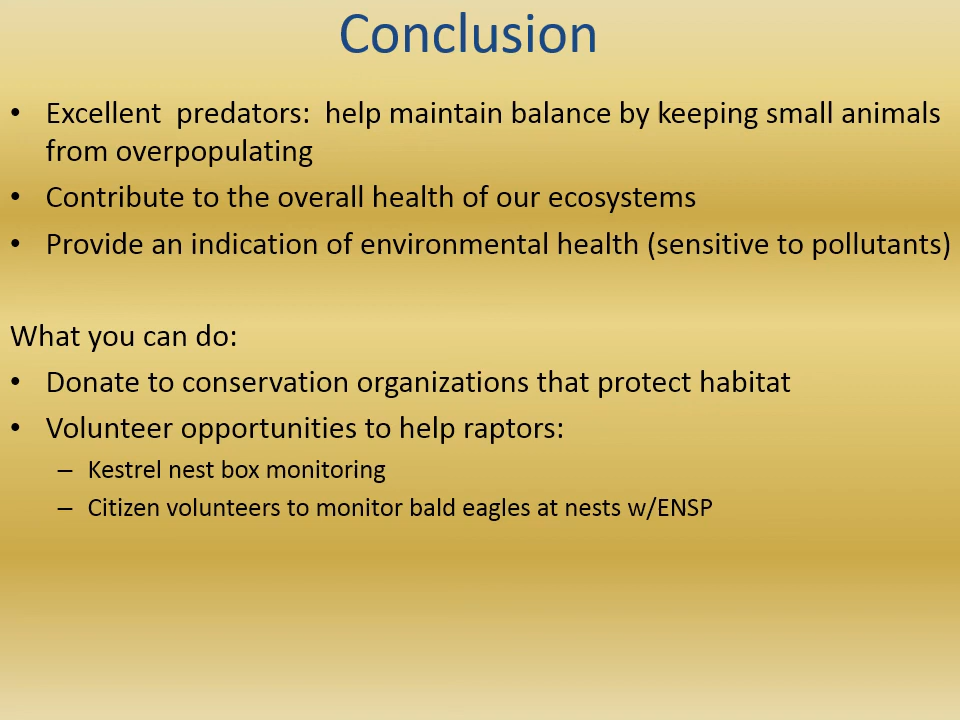 Conclusion
• Excellent  predators:  help maintain balance by keeping small animals
from overpopulating
• Contribute to the overall health of our ecosystems
• Provide an indication of environmental health (sensitive to pollutants)
What you can do:
• Donate to conservation organizations that protect habitat
• Volunteer opportunities to help raptors:
– Kestrel nest box monitoring
– Citizen volunteers to monitor bald eagles at nests w/ENSP